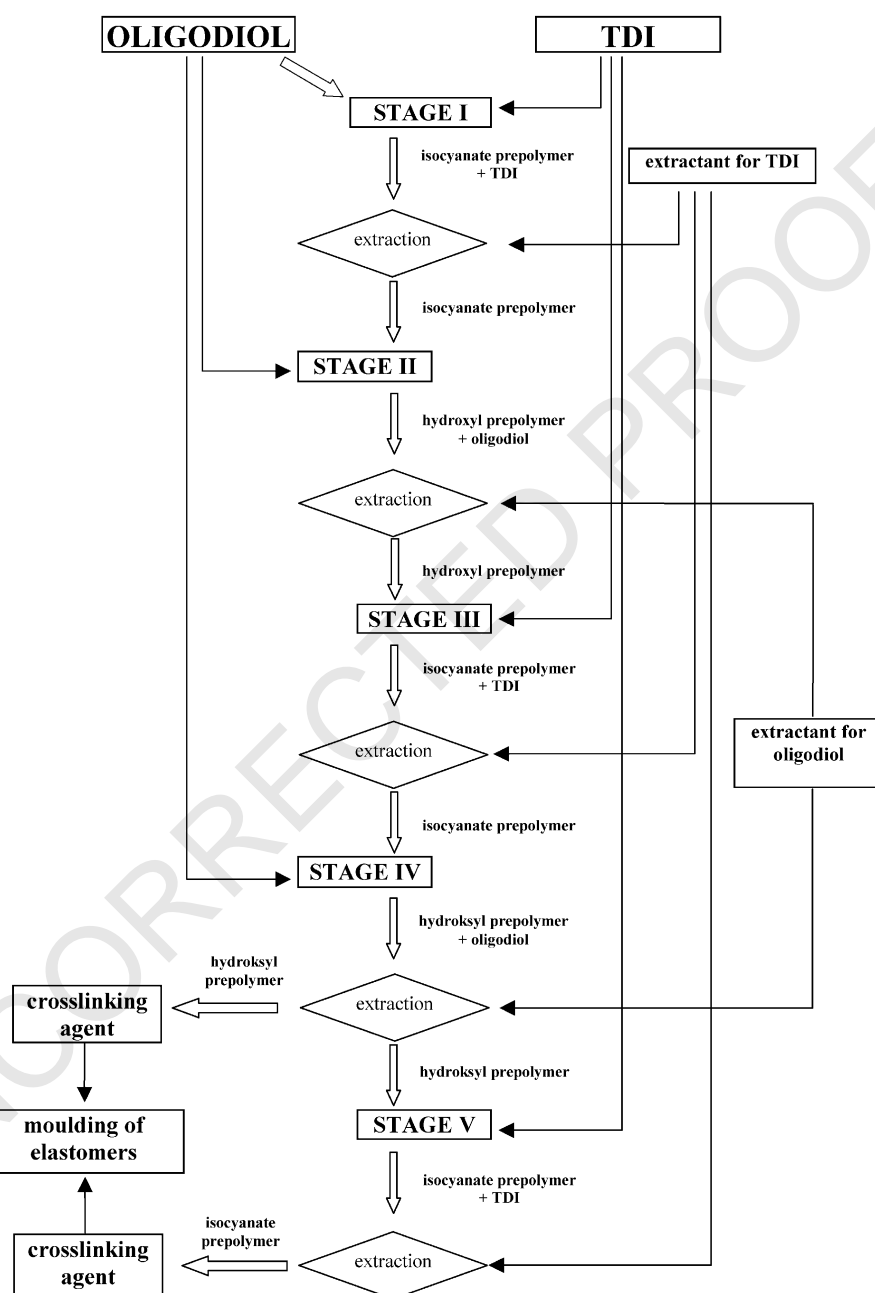 OLIGODIOL
TDI
STAGE I
isocyanate prepolymer
+ TDI
extractant for TDI
extraction
isocyanate prepolymer
STAGE II
hydroxyl prepolymer
+ oligodiol
extraction
hydroxyl prepolymer
STAGE III
isocyanate prepolymer
+ TDI
extraction
extractant for
oligodiol
isocyanate prepolymer
STAGE IV
hydroksyl prepolymer
+ oligodiol
hydroksyl
prepolymer
extraction
crosslinking
agent
hydroksyl prepolymer
moulding of
elastomers
STAGE V
isocyanate prepolymer
+ TDI
isocyanate
prepolymer
extraction
crosslinking
agent
NCORRECTED PROOF